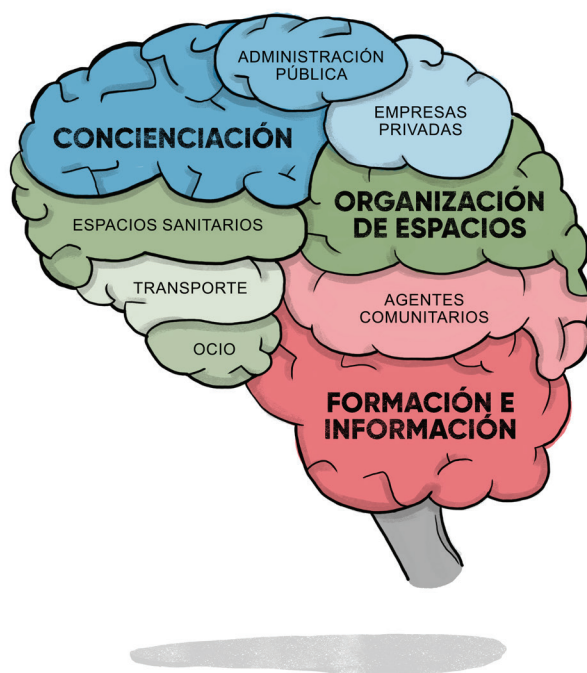 ADMINISTRACIÓN
PÚBLICA
EMPRESAS
PRIVADAS
CONCIENCIACIÓN
ORGANIZACIÓN
DE ESPACIOS
ESPACIOS SANITARIOS
TRANSPORTE
AGENTES
COMUNITARIOS
OCIO
FORMACIÓN E
INFORMACIÓN